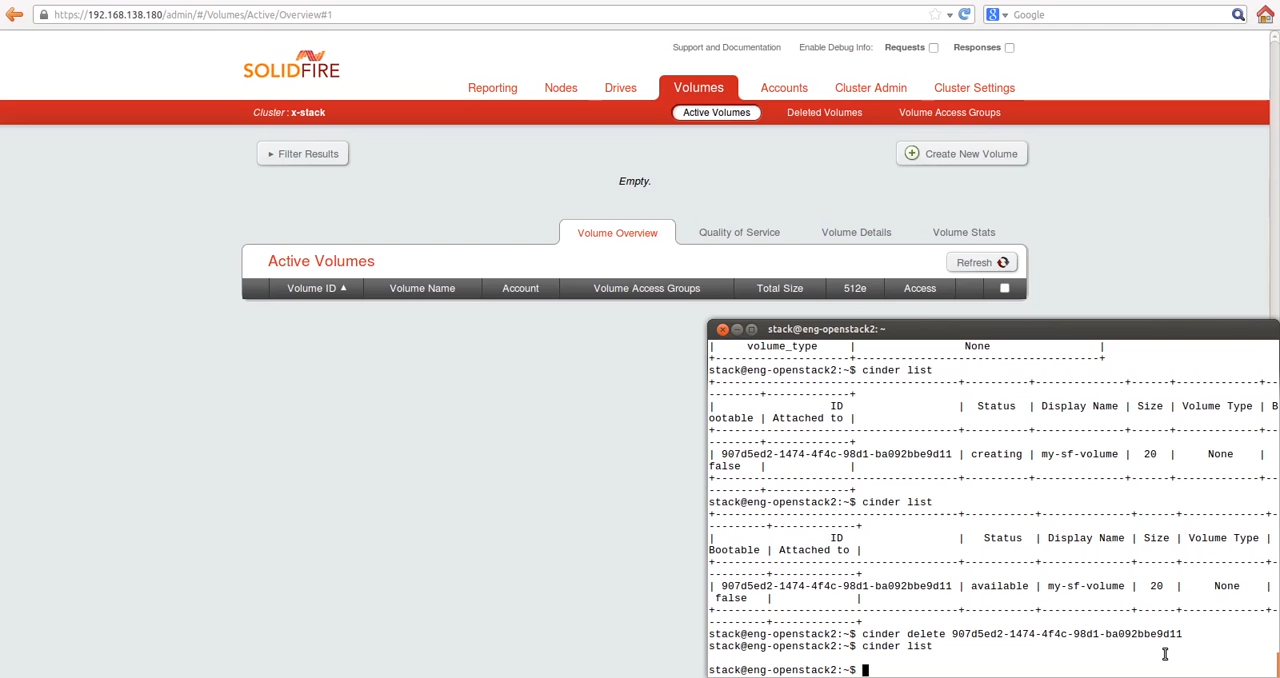 https://192.168.138.180/admin/#/Volumes/Active/Overview#1
Google
Support and Documentation Enable Debug Info: Requests Responses
SOLIDFIRE
Reporting Nodes Drives Volumes Accounts Cluster Admin Cluster Settings
Cluster : x-stack Active Volumes Deleted Volumes Volume Access Groups
Filter Results Create New Volume
Empty.
Volume Overview Quality of Service Volume Details Volume Stats
Active Volumes Refresh
Volume ID ▲ Volume Name Account Volume Access Groups Total Size 512e Access
stack@eng-openstack2: ~
|     volume_type     |                 None                 |
+---------------------+--------------------------------------+
stack@eng-openstack2:~$ cinder list
+--------------------------------------+----------+--------------+------+-------------+--
--------+-------------+
|                  ID                  |  Status  | Display Name | Size | Volume Type | B
ootable | Attached to |
+--------------------------------------+----------+--------------+------+-------------+--
--------+-------------+
| 907d5ed2-1474-4f4c-98d1-ba092bbe9d11 | creating | my-sf-volume |  20  |     None    |
false   |             |
+--------------------------------------+----------+--------------+------+-------------+--
--------+-------------+
stack@eng-openstack2:~$ cinder list
+--------------------------------------+-----------+--------------+------+-------------+-
---------+-------------+
|                  ID                  |   Status  | Display Name | Size | Volume Type |
Bootable | Attached to |
+--------------------------------------+-----------+--------------+------+-------------+-
---------+-------------+
| 907d5ed2-1474-4f4c-98d1-ba092bbe9d11 | available | my-sf-volume |  20  |     None    |
 false   |             |
+--------------------------------------+-----------+--------------+------+-------------+-
---------+-------------+
stack@eng-openstack2:~$ cinder delete 907d5ed2-1474-4f4c-98d1-ba092bbe9d11
stack@eng-openstack2:~$ cinder list
stack@eng-openstack2:~$